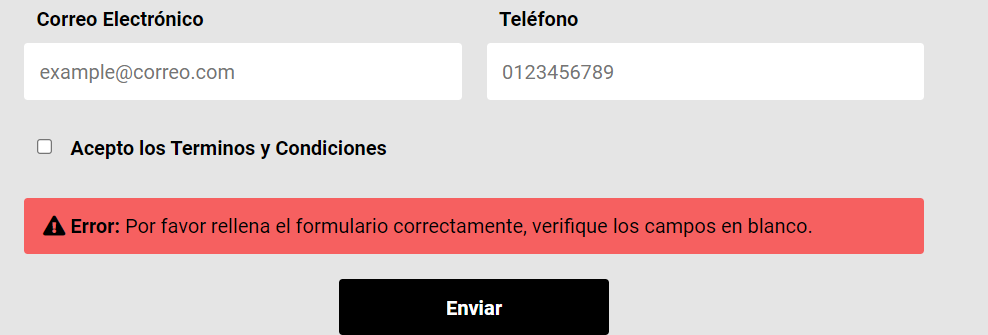 Correo Electrónico
Teléfono
example@correo.com
0123456789
Acepto los Terminos y Condiciones
Error: Por favor rellena el formulario correctamente, verifique los campos en blanco.
Enviar